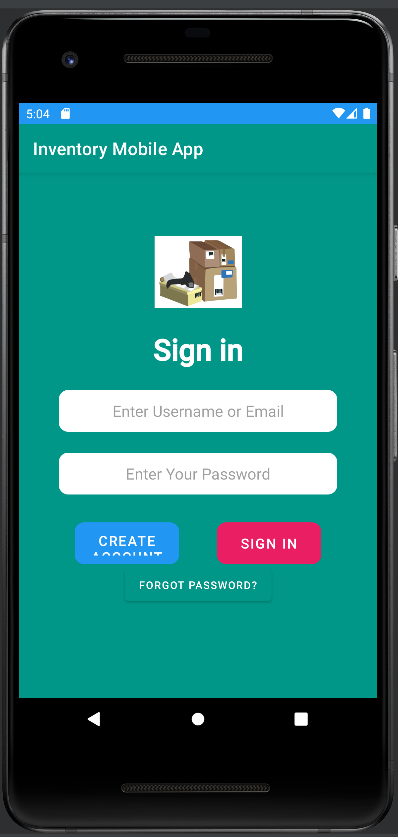 5:04
Inventory Mobile App
Sign in
Enter Username or Email
Enter Your Password
CREATE
ACCOUNT
SIGN IN
FORGOT PASSWORD?